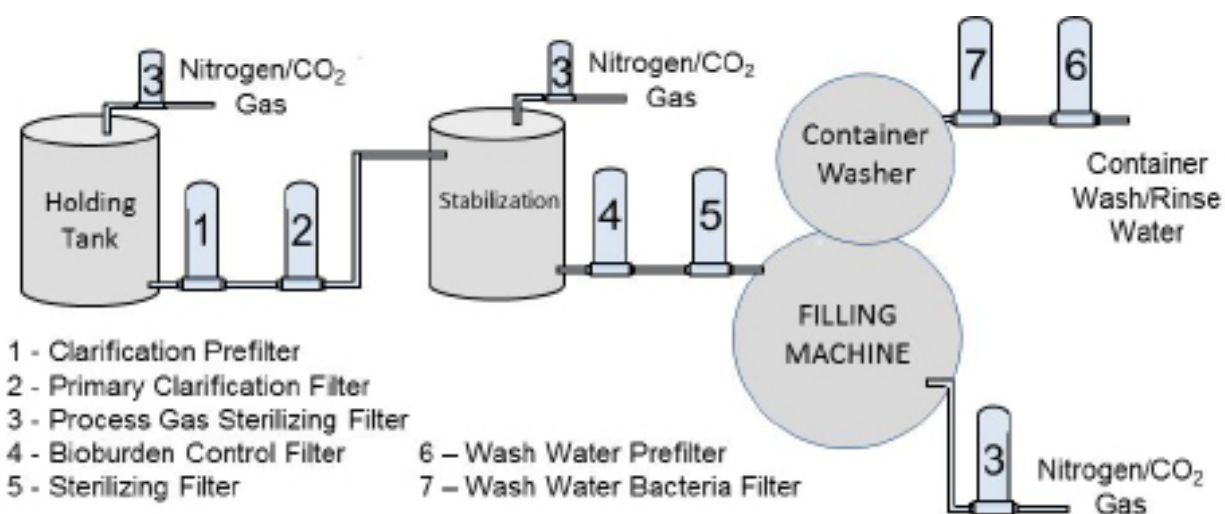 3
Nitrogen/CO₂
Gas
3
Nitrogen/CO₂
Gas
7
6
Container
Washer
Container
Wash/Rinse
Water
Holding
Tank
1
2
Stabilization
4
5
FILLING
MACHINE
1 - Clarification Prefilter
2 - Primary Clarification Filter
3 - Process Gas Sterilizing Filter
4 - Bioburden Control Filter
5 - Sterilizing Filter
6 – Wash Water Prefilter
7 – Wash Water Bacteria Filter
3
Nitrogen/CO₂
Gas